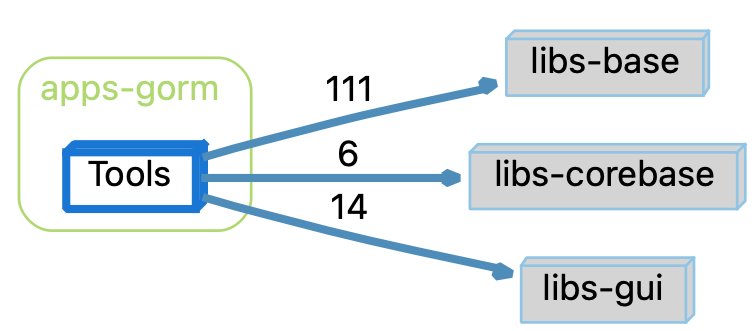 apps-gorm
Tools
111
6
14
libs-base
libs-corebase
libs-gui